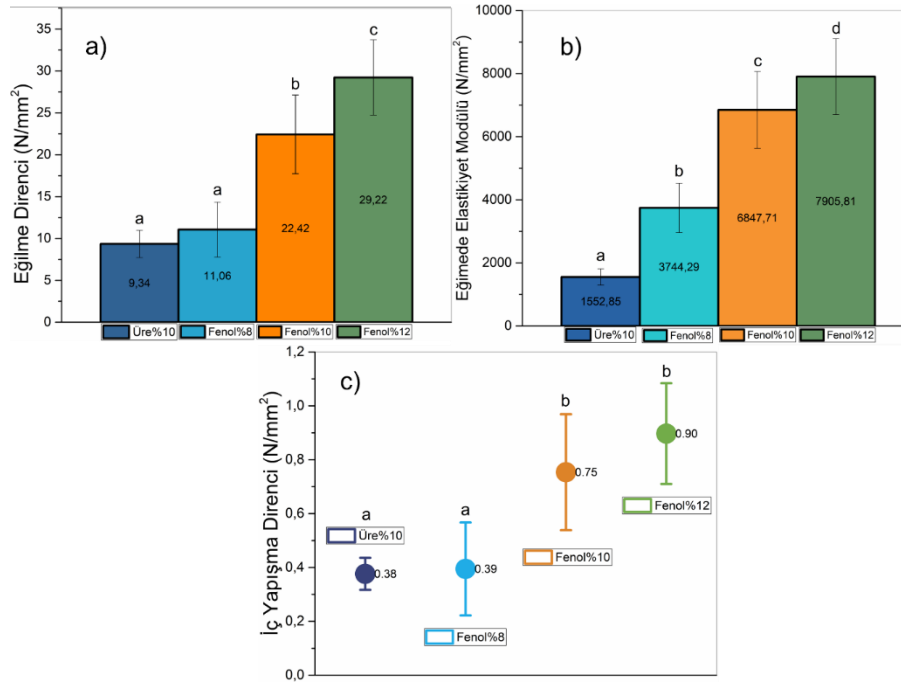 a)
Eğilme Direnci (N/mm²)
35
30
25
20
15
10
5
0
a
a
b
c
9,34
11,06
22,42
29,22
Üre%10
Fenol%8
Fenol%10
Fenol%12
b)
Eğimede Elastikiyet Modülü (N/mm²)
10000
8000
6000
4000
2000
0
a
b
c
d
1552,85
3744,29
6847,71
7905,81
Üre%10
Fenol%8
Fenol%10
Fenol%12
c)
İç Yapışma Direnci (N/mm²)
1,2
1,0
0,8
0,6
0,4
0,2
0,0
a
a
b
b
Üre%10
0.38
0.39
Fenol%8
0.75
Fenol%10
0.90
Fenol%12